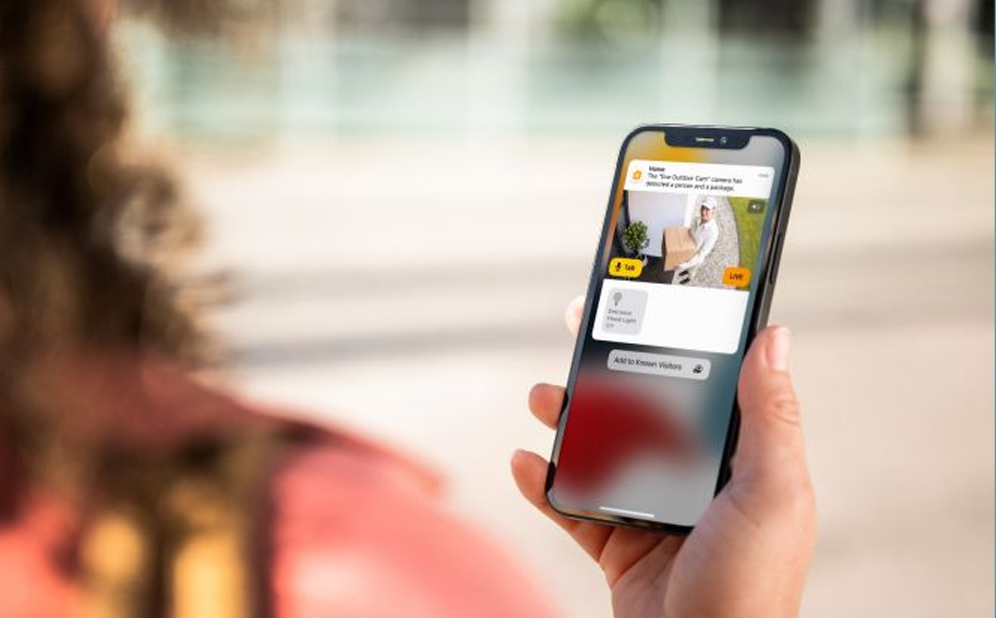 Home
The "Eve Outdoor Cam" camera has
detected a person and a package.
Talk
LIVE
Entrance
Flood Light
Off
Add to Known Visitors